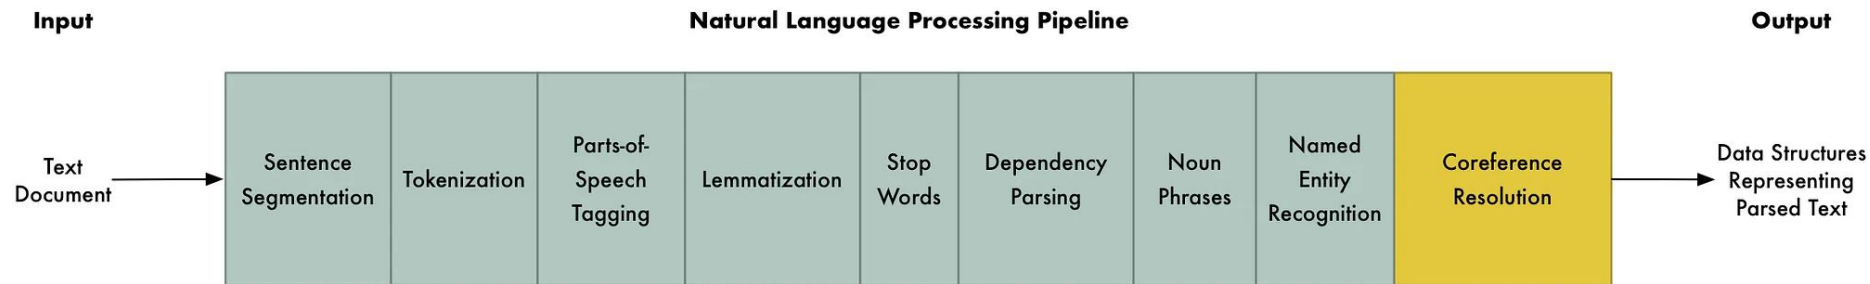 Input
Natural Language Processing Pipeline
Output
Text
Document
Sentence
Segmentation
Tokenization
Parts-of-
Speech
Tagging
Lemmatization
Stop
Words
Dependency
Parsing
Noun
Phrases
Named
Entity
Recognition
Coreference
Resolution
Data Structures
Representing
Parsed Text